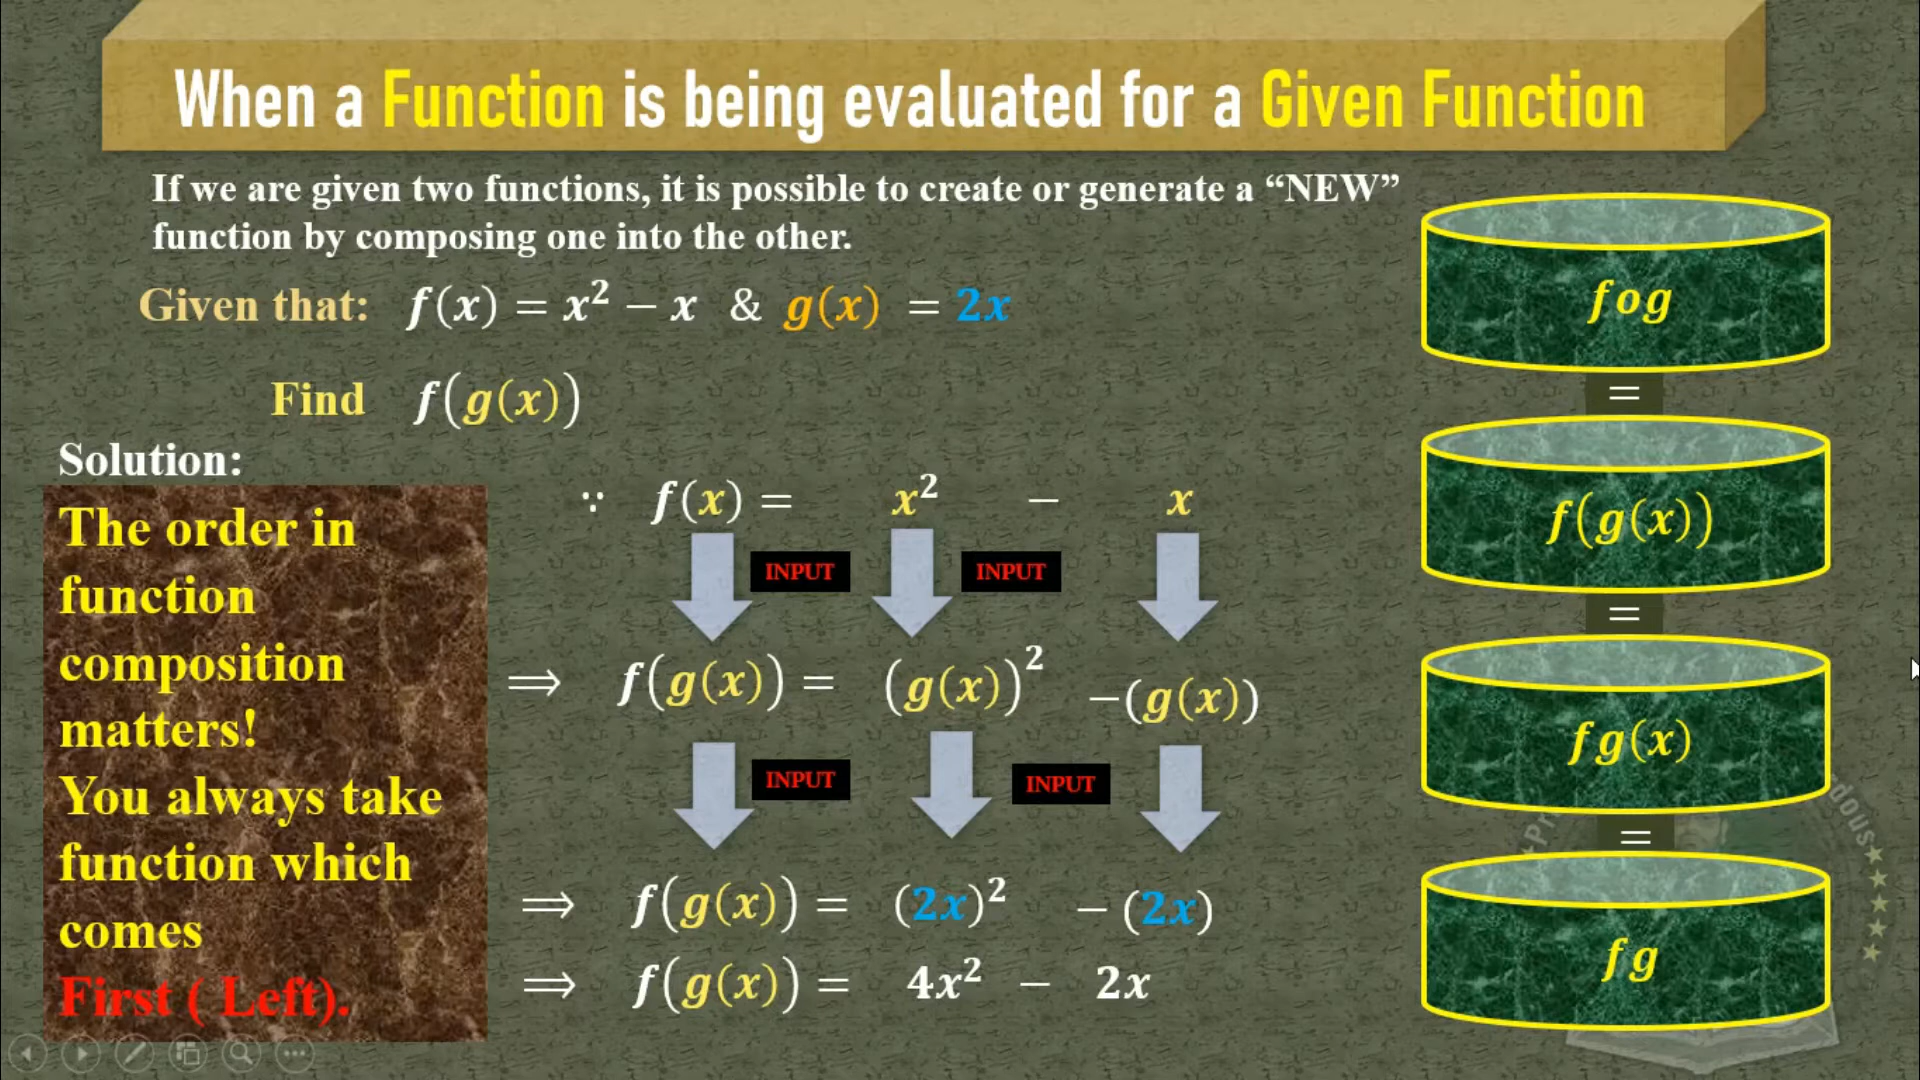 When a Function is being evaluated for a Given Function
If we are given two functions, it is possible to create or generate a “NEW”
function by composing one into the other.
Given that: f(x) = x² − x & g(x) = 2x
Find f(g(x))
Solution:
The order in
function
composition
matters!
You always take
function which
comes
First ( Left).
∵ f(x) = x² − x
INPUT INPUT
⟹ f(g(x)) = (g(x))² −(g(x))
INPUT INPUT
⟹ f(g(x)) = (2x)² − (2x)
⟹ f(g(x)) = 4x² − 2x
fog
=
f(g(x))
=
fg(x)
=
fg